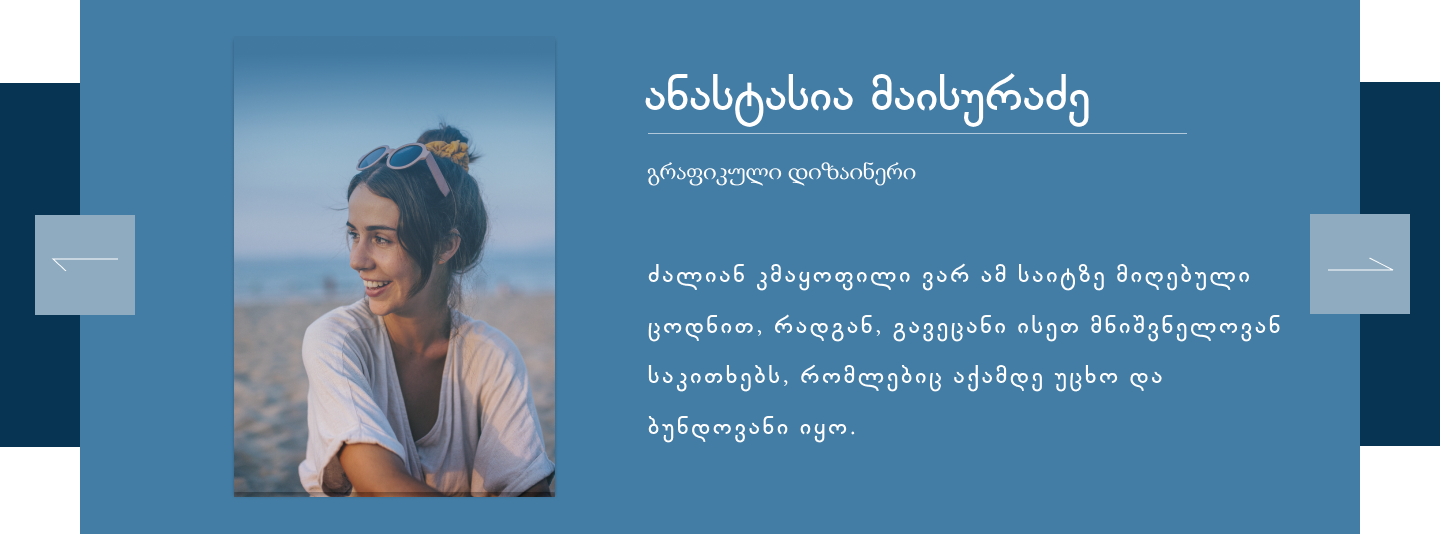 ანასტასია მაისურაძე
გრაფიკული დიზაინერი
ძალიან კმაყოფილი ვარ ამ საიტზე მიღებული
ცოდნით, რადგან, გავეცანი ისეთ მნიშვნელოვან
საკითხებს, რომლებიც აქამდე უცხო და
ბუნდოვანი იყო.